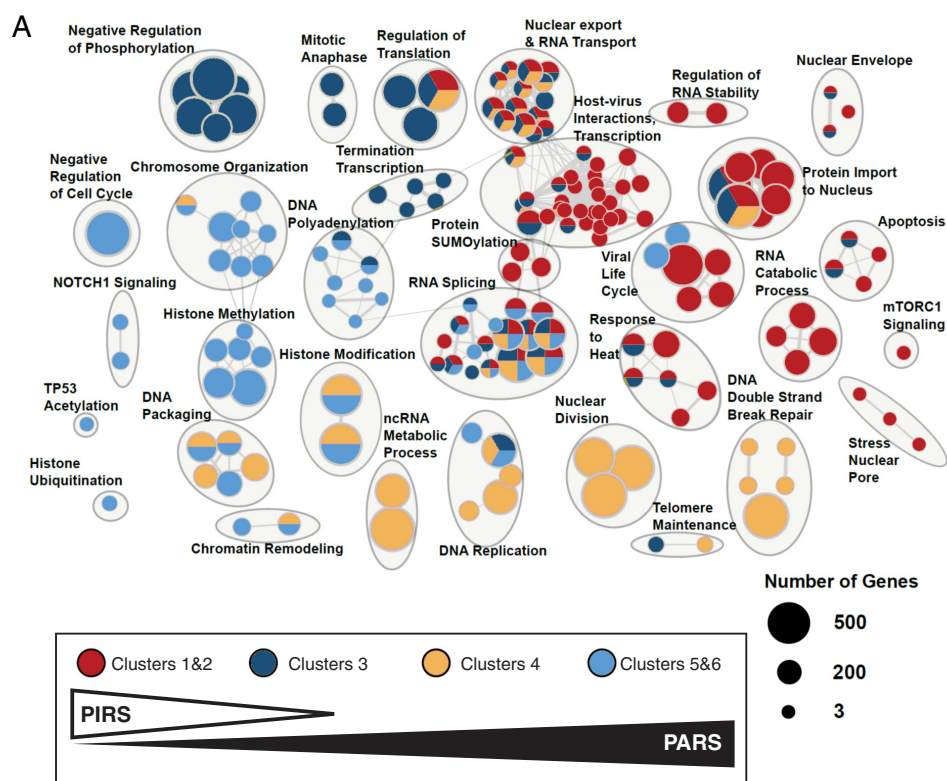 A
Negative Regulation
of Phosphorylation
Mitotic
Anaphase
Regulation of
Translation
Nuclear export
& RNA Transport
Regulation of
RNA Stability
Nuclear Envelope
Host-virus
Interactions,
Transcription
Negative
Regulation
of Cell Cycle
Chromosome Organization
Termination
Transcription
DNA
Polyadenylation
Protein
SUMOylation
Protein Import
to Nucleus
Apoptosis
NOTCH1 Signaling
Histone Methylation
RNA Splicing
Viral
Life
Cycle
RNA
Catabolic
Process
mTORC1
Signaling
Response
to
Heat
Histone Modification
TP53
Acetylation
DNA
Packaging
ncRNA
Metabolic
Process
Nuclear
Division
DNA
Double Strand
Break Repair
Stress
Nuclear
Pore
Histone
Ubiquitination
Chromatin Remodeling
DNA Replication
Telomere
Maintenance
Number of Genes
500
200
3
Clusters 1&2
Clusters 3
Clusters 4
Clusters 5&6
PIRS
PARS